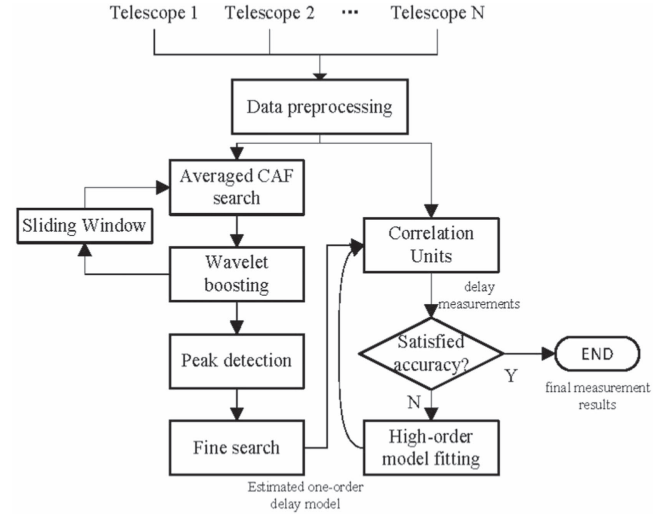 Telescope 1 Telescope 2 ••• Telescope N
Data preprocessing
Averaged CAF
search
Sliding Window
Wavelet
boosting
Peak detection
Fine search
Estimated one-order
delay model
Correlation
Units
delay
measurements
Satisfied
accuracy?
Y
N
END
final measurement
results
High-order
model fitting